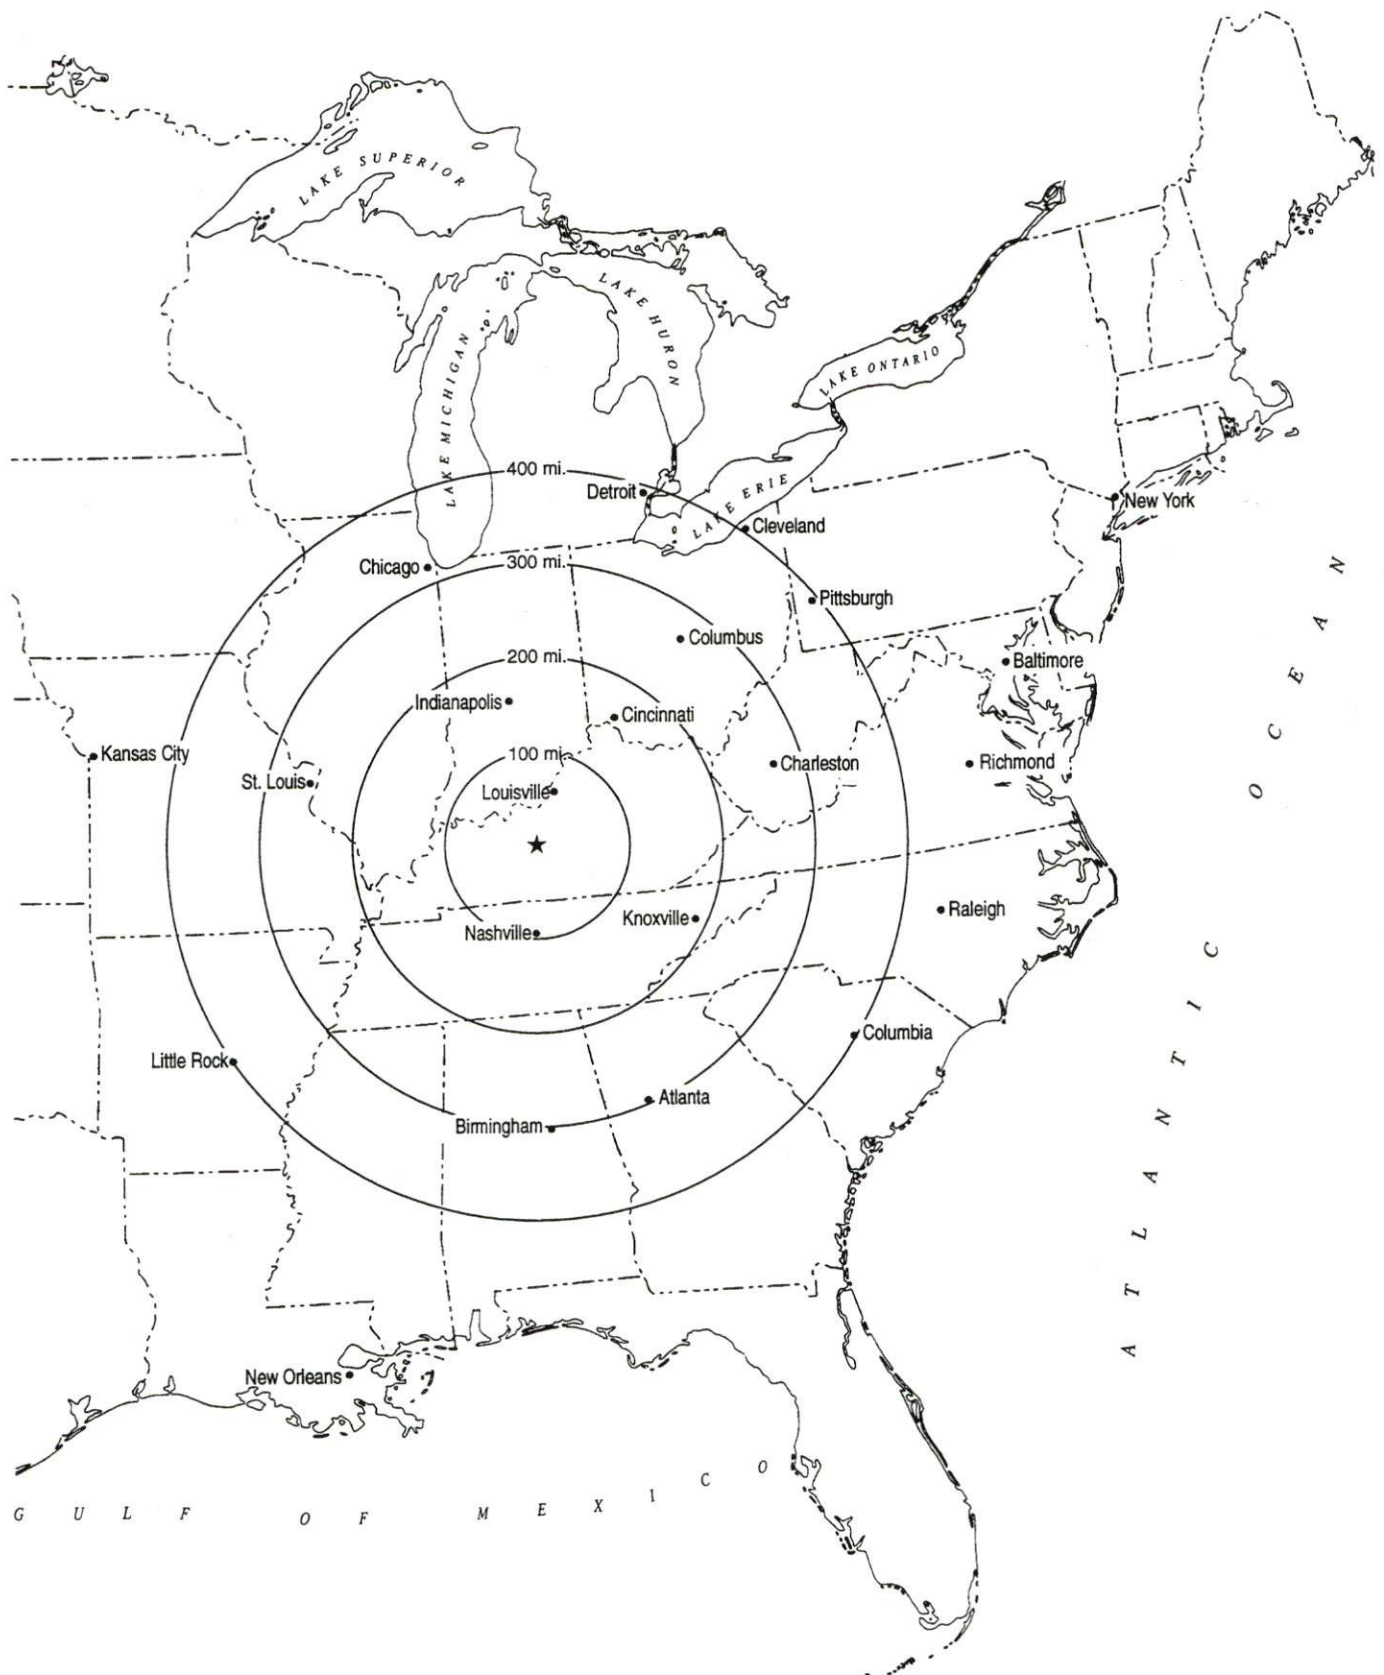 LAKE SUPERIOR
LAKE HURON
LAKE MICHIGAN
LAKE ONTARIO
400 mi.
Detroit
LAKE ERIE
New York
Cleveland
Chicago
300 mi.
Pittsburgh
Columbus
200 mi.
Baltimore
Indianapolis
Cincinnati
Kansas City
100 mi.
Charleston
Richmond
St. Louis
Louisville
Raleigh
Nashville
Knoxville
Columbia
Little Rock
Atlanta
Birmingham
ATLANTIC OCEAN
New Orleans
GULF OF MEXICO